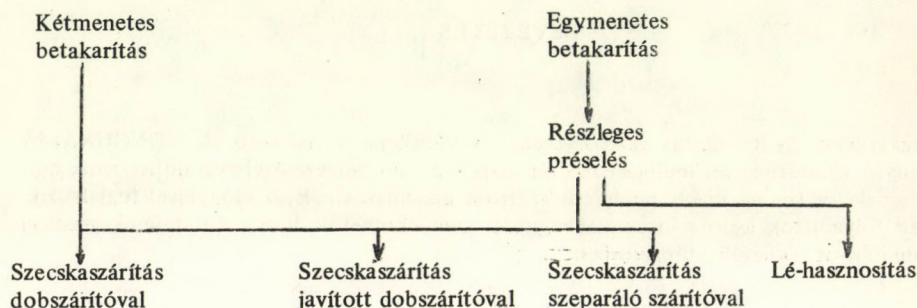 Kétmenetes
betakarítás
Egymenetes
betakarítás
Részleges
préselés
Szecskaszárítás
dobszárítóval
Szecskaszárítás
javított dobszárítóval
Szecskaszárítás
szeparáló szárítóval
Lé-hasznosítás